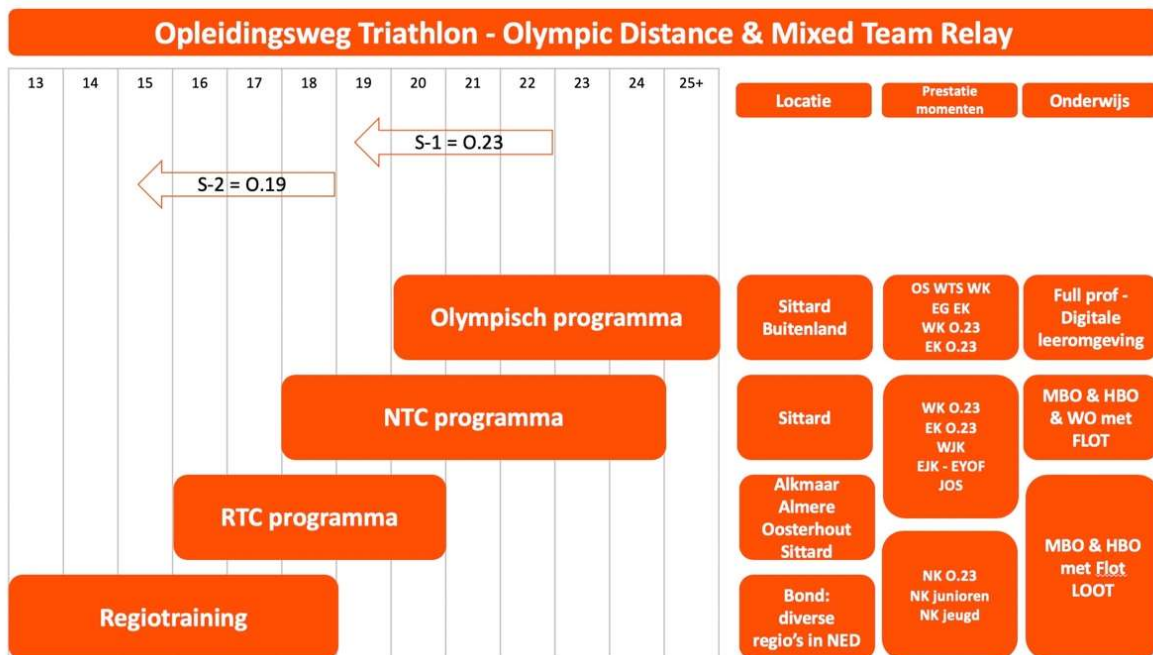 Opleidingsweg Triathlon - Olympic Distance & Mixed Team Relay
13 14 15 16 17 18 19 20 21 22 23 24 25+
Locatie
Prestatie
momenten
Onderwijs
S-1 = O.23
S-2 = O.19
Olympisch programma
Sittard
Buitenland
OS WTS WK
EG EK
WK O.23
EK O.23
Full prof -
Digitale
leeromgeving
NTC programma
Sittard
WK O.23
EK O.23
WJK
EJK - EYOF
JOS
MBO & HBO
& WO met
FLOT
RTC programma
Alkmaar
Almere
Oosterhout
Sittard
MBO & HBO
met Flot
LOOT
Regiotraining
Bond:
diverse
regio's in NED
NK O.23
NK junioren
NK jeugd